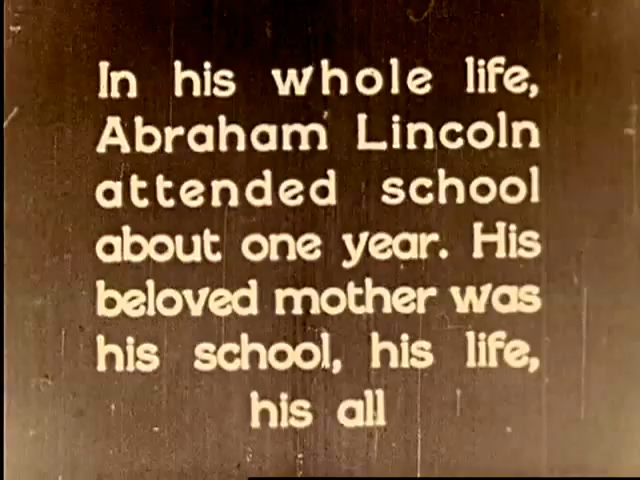 In his whole life,
Abraham Lincoln
attended school
about one year. His
beloved mother was
his school, his life,
his all